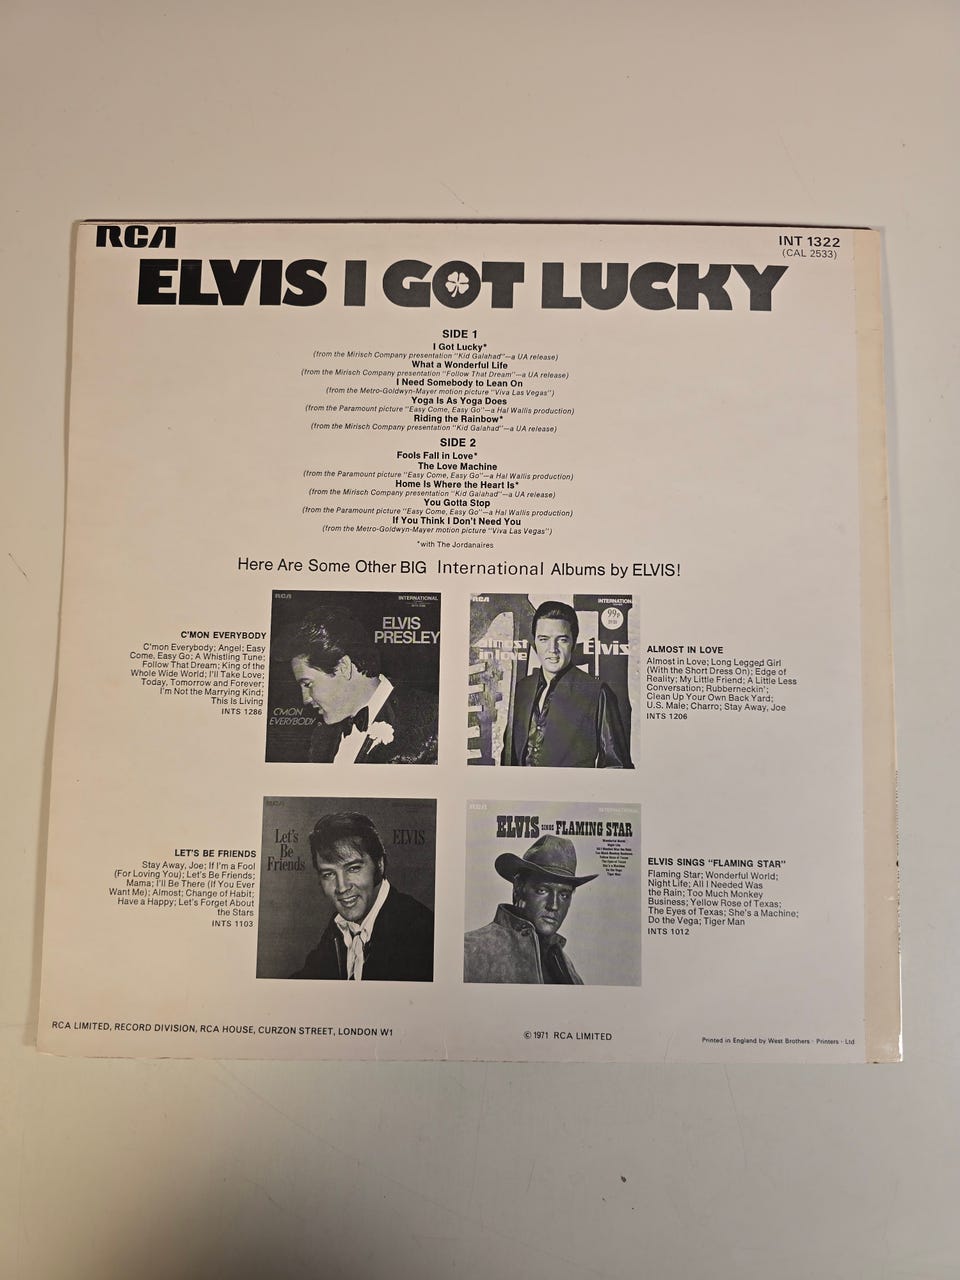 RCA
INT 1322
(CAL 2533)
ELVIS I GOT LUCKY
SIDE 1
I Got Lucky*
(from the Mirisch Company presentation "Kid Galahad"—a UA release)
What a Wonderful Life
(from the Mirisch Company presentation "Follow That Dream"—a UA release)
I Need Somebody to Lean On
(from the Metro-Goldwyn-Mayer motion picture "Viva Las Vegas")
Yoga Is As Yoga Does
(from the Paramount picture "Easy Come, Easy Go"—a Hal Wallis production)
Riding the Rainbow*
(from the Mirisch Company presentation "Kid Galahad"—a UA release)
SIDE 2
Fools Fall in Love*
The Love Machine
(from the Paramount picture "Easy Come, Easy Go"—a Hal Wallis production)
Home Is Where the Heart Is*
(from the Mirisch Company presentation "Kid Galahad"—a UA release)
You Gotta Stop
(from the Paramount picture "Easy Come, Easy Go"—a Hal Wallis production)
If You Think I Don't Need You
(from the Metro-Goldwyn-Mayer motion picture "Viva Las Vegas")
*with The Jordanaires
Here Are Some Other BIG International Albums by ELVIS!
C'MON EVERYBODY
C'mon Everybody; Angel; Easy
Come, Easy Go; A Whistling Tune;
Follow That Dream; King of the
Whole Wide World; I'll Take Love;
Today, Tomorrow and Forever;
I'm Not the Marrying Kind;
This Is Living
INTS 1286
RCA
INTERNATIONAL
ELVIS
PRESLEY
C'MON
EVERYBODY
RCA
INTERNATIONAL
99p
almost
in love
Elvis
ALMOST IN LOVE
Almost in Love; Long Legged Girl
(With the Short Dress On); Edge of
Reality; My Little Friend; A Little Less
Conversation; Rubberneckin';
Clean Up Your Own Back Yard;
U.S. Male; Charro; Stay Away, Joe
INTS 1206
LET'S BE FRIENDS
Stay Away, Joe; If I'm a Fool
(For Loving You); Let's Be Friends;
Mama; I'll Be There (If You Ever
Want Me); Almost; Change of Habit;
Have a Happy; Let's Forget About
the Stars
INTS 1103
RCA
Let's
Be
Friends
ELVIS
RCA
INTERNATIONAL
ELVIS SINGS FLAMING STAR
ELVIS SINGS "FLAMING STAR"
Flaming Star; Wonderful World;
Night Life; All I Needed Was
the Rain; Too Much Monkey
Business; Yellow Rose of Texas;
The Eyes of Texas; She's a Machine;
Do the Vega; Tiger Man
INTS 1012
RCA LIMITED, RECORD DIVISION, RCA HOUSE, CURZON STREET, LONDON W1
© 1971 RCA LIMITED
Printed in England by West Brothers · Printers · Ltd